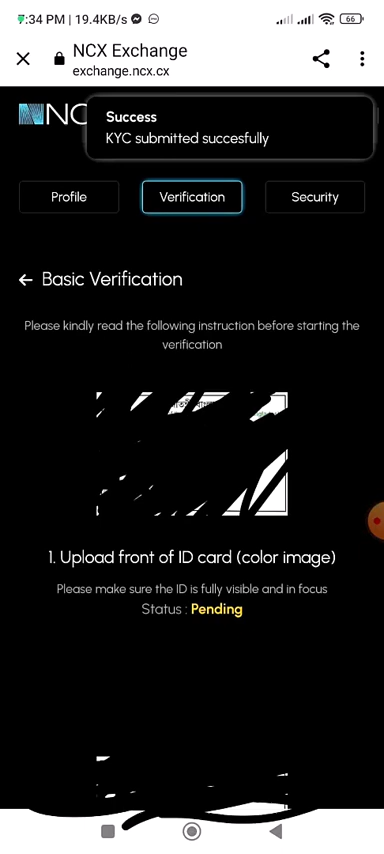 7:34 PM | 19.4KB/s
66
NCX Exchange
exchange.ncx.cx
NC
Success
KYC submitted succesfully
Profile
Verification
Security
← Basic Verification
Please kindly read the following instruction before starting the
verification
1. Upload front of ID card (color image)
Please make sure the ID is fully visible and in focus
Status : Pending